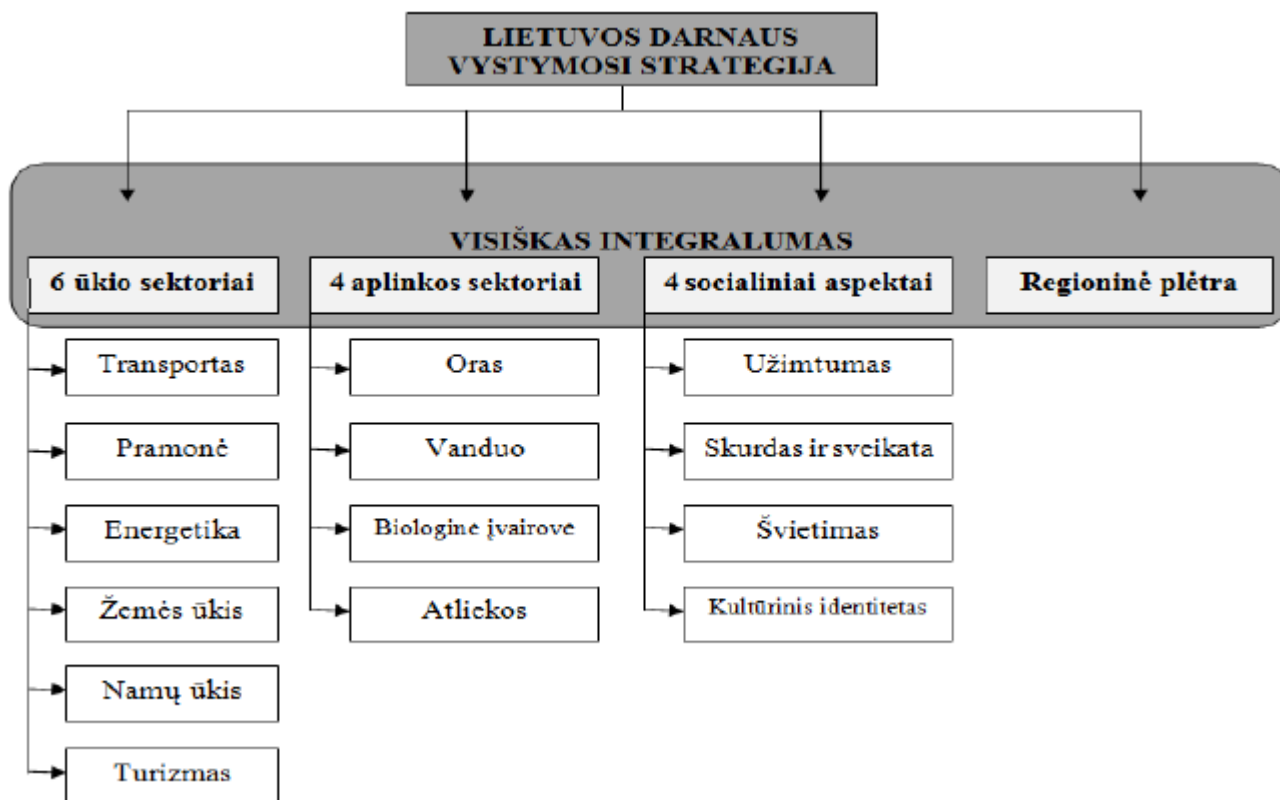 LIETUVOS DARNAUS
VYSTYMOSI STRATEGIJA
VISIŠKAS INTEGRALUMAS
6 ūkio sektoriai
4 aplinkos sektoriai
4 socialiniai aspektai
Regioninė plėtra
Transportas
Pramonė
Energetika
Žemės ūkis
Namų ūkis
Turizmas
Oras
Vanduo
Biologinė įvairovė
Atliekos
Užimtumas
Skurdas ir sveikata
Švietimas
Kultūrinis identitetas